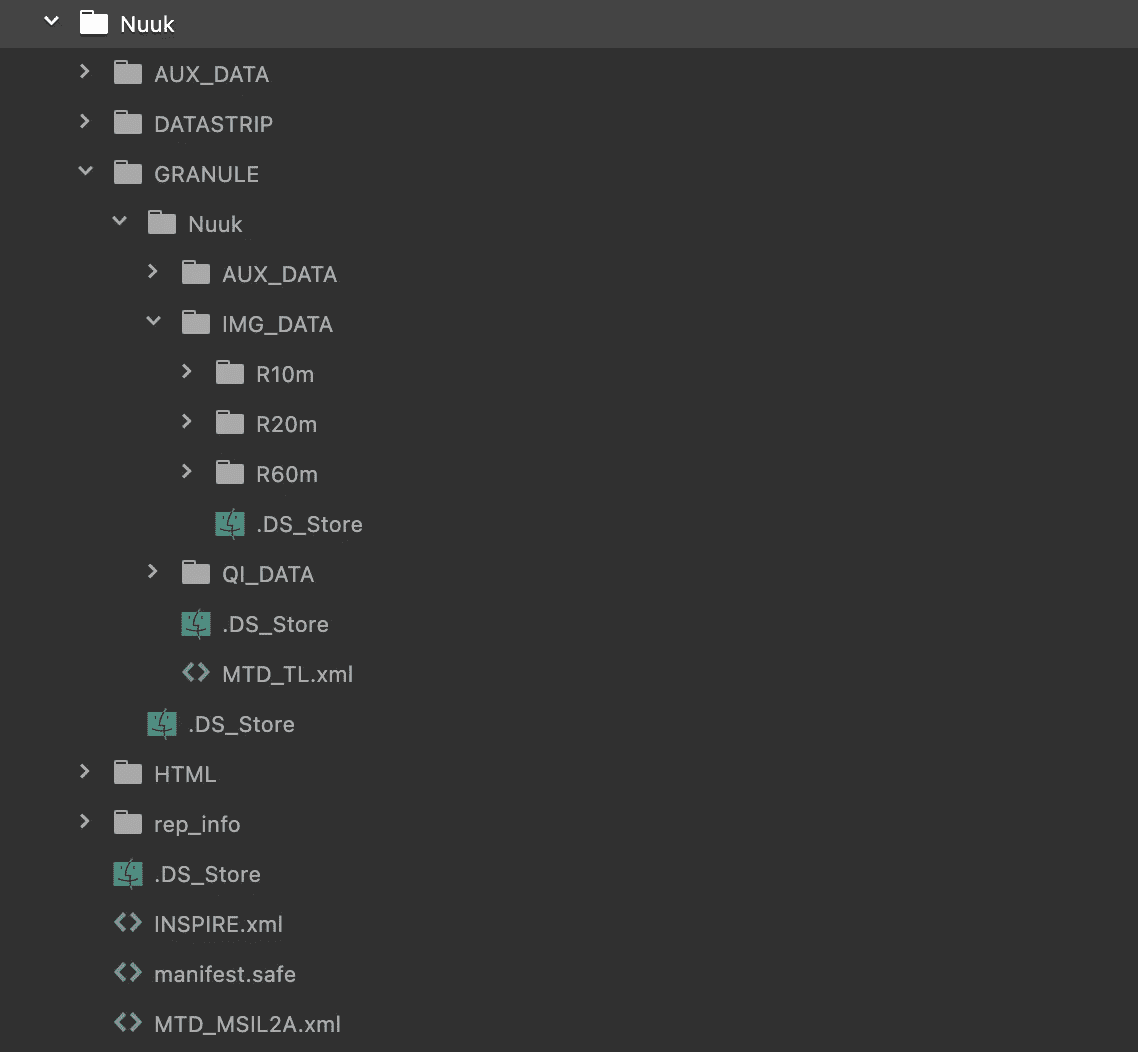 Nuuk
AUX_DATA
DATASTRIP
GRANULE
Nuuk
AUX_DATA
IMG_DATA
R10m
R20m
R60m
.DS_Store
QI_DATA
.DS_Store
MTD_TL.xml
.DS_Store
HTML
rep_info
.DS_Store
INSPIRE.xml
manifest.safe
MTD_MSIL2A.xml